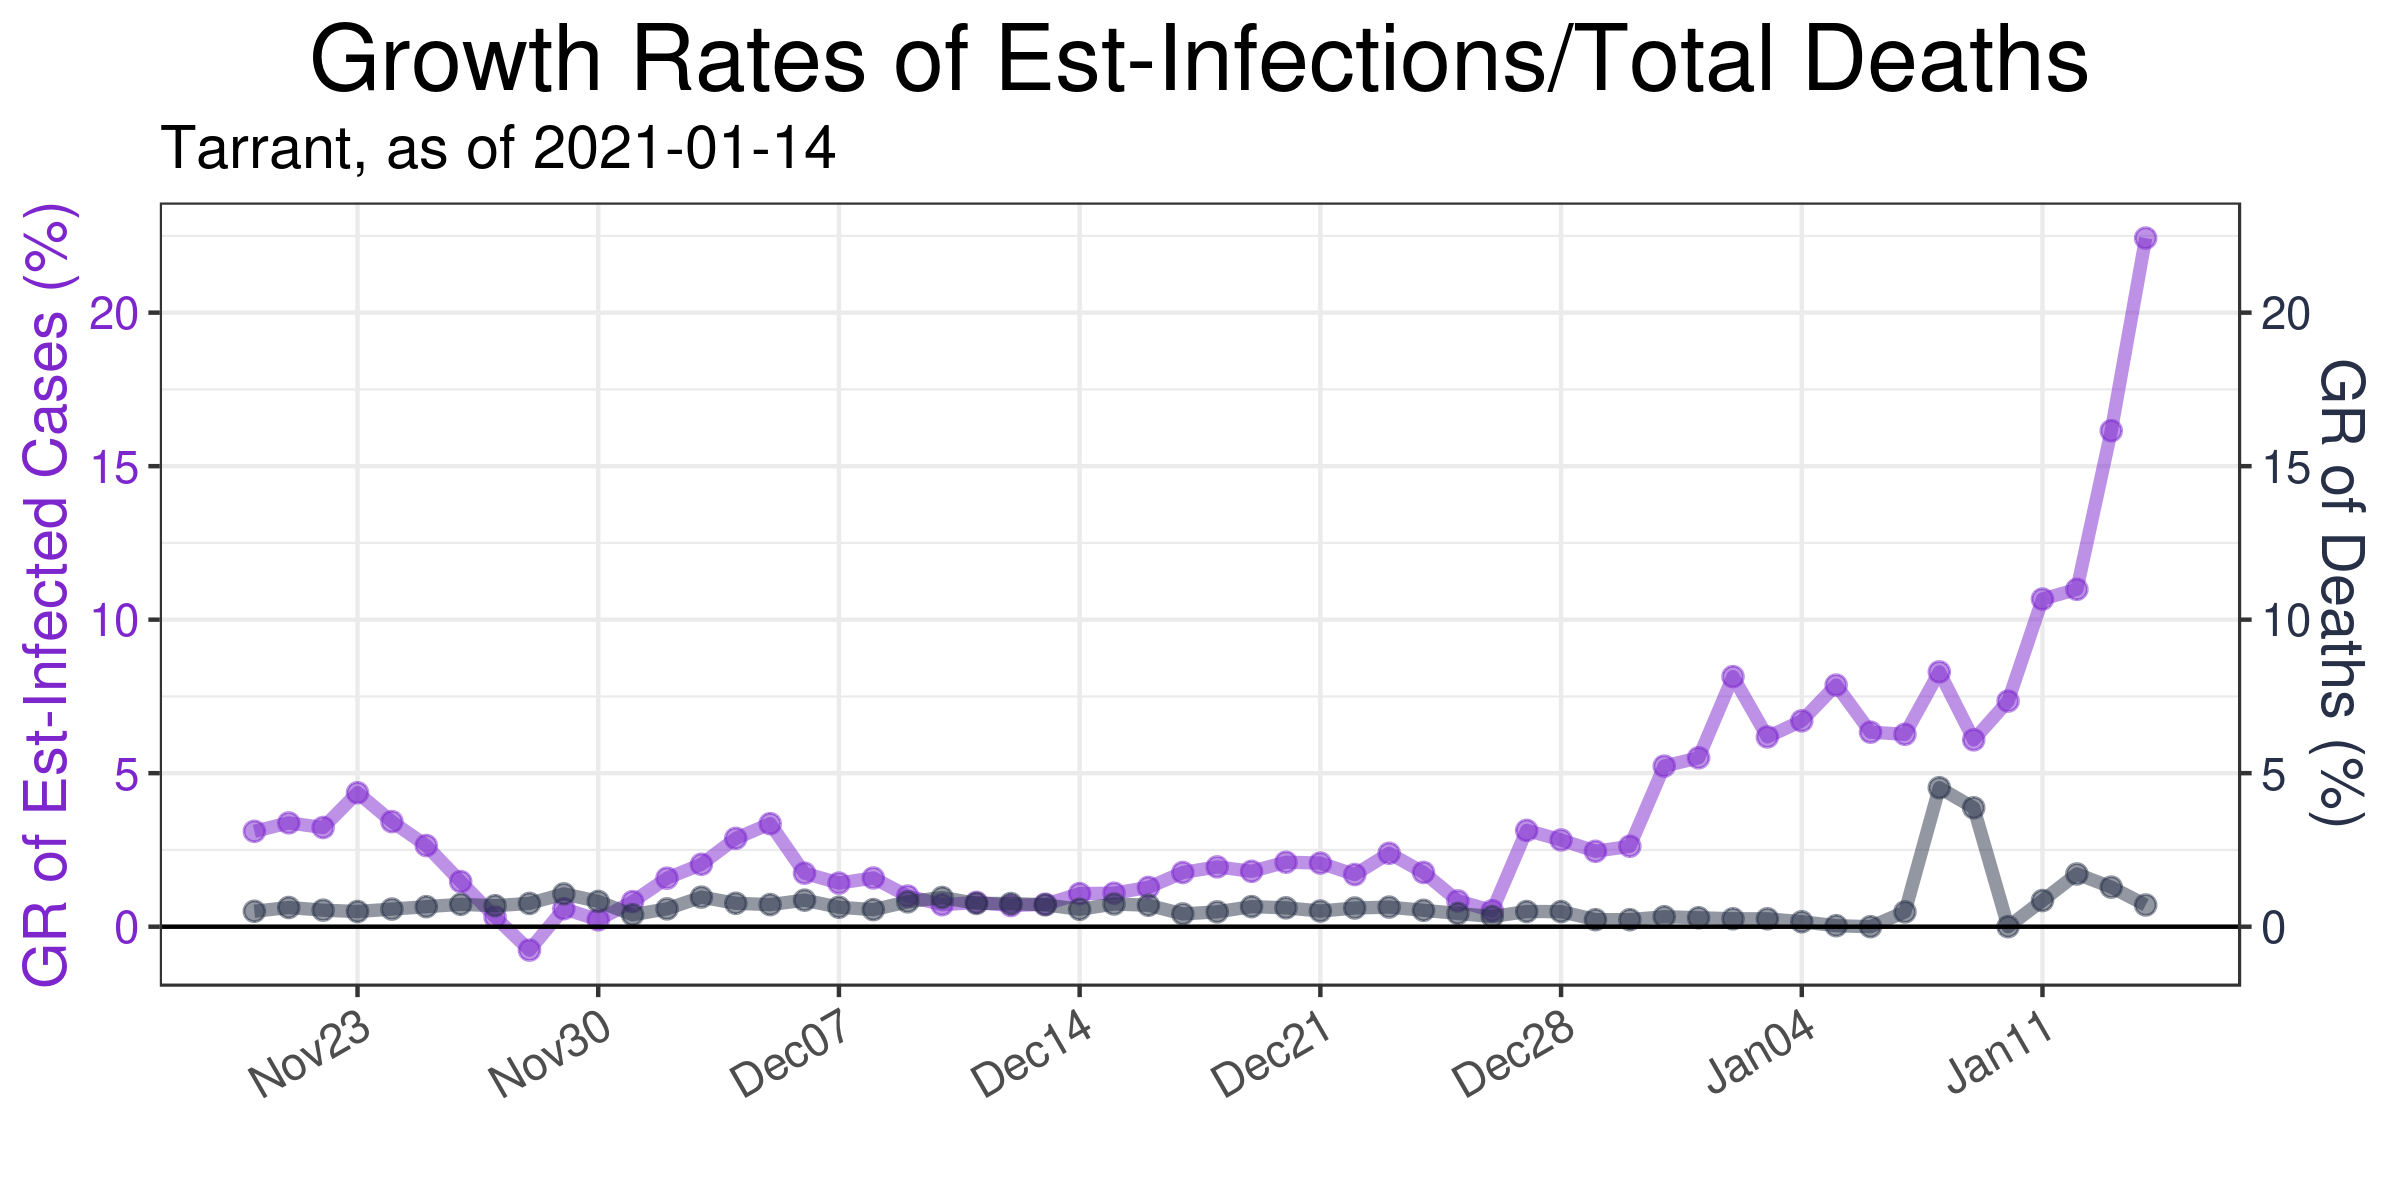 Growth Rates of Est-Infections/Total Deaths
Tarrant, as of 2021-01-14
GR of Est-Infected Cases (%)
20
15
10
5
0
20
15
10
5
0
GR of Deaths (%)
Nov23
Nov30
Dec07
Dec14
Dec21
Dec28
Jan04
Jan11